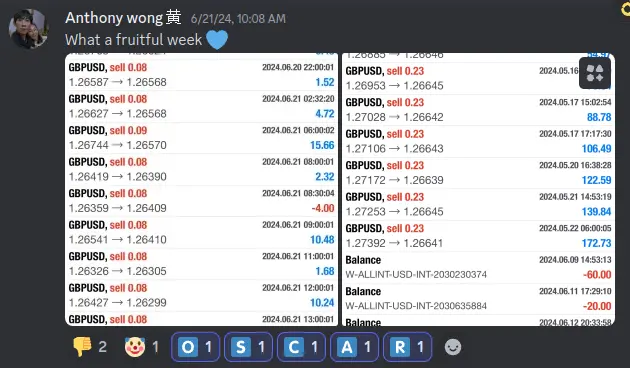 Anthony wong 黄 6/21/24, 10:08 AM
What a fruitful week
GBPUSD, sell 0.08 2024.06.20 22:00:01
1.26587 → 1.26568 1.52
GBPUSD, sell 0.08 2024.06.21 02:32:20
1.26627 → 1.26568 4.72
GBPUSD, sell 0.09 2024.06.21 06:00:02
1.26744 → 1.26570 15.66
GBPUSD, sell 0.08 2024.06.21 08:00:01
1.26419 → 1.26390 2.32
GBPUSD, sell 0.08 2024.06.21 08:30:04
1.26359 → 1.26409 -4.00
GBPUSD, sell 0.08 2024.06.21 09:00:01
1.26541 → 1.26410 10.48
GBPUSD, sell 0.08 2024.06.21 11:00:01
1.26326 → 1.26305 1.68
GBPUSD, sell 0.08 2024.06.21 12:00:01
1.26427 → 1.26299 10.24
GBPUSD, sell 0.08 2024.06.21 13:00:01
GBPUSD, sell 0.23 2024.05.16
1.26953 → 1.26645
GBPUSD, sell 0.23 2024.05.17 15:02:54
1.27028 → 1.26642 88.78
GBPUSD, sell 0.23 2024.05.17 17:17:30
1.27106 → 1.26643 106.49
GBPUSD, sell 0.23 2024.05.20 16:38:28
1.27172 → 1.26639 122.59
GBPUSD, sell 0.23 2024.05.21 14:53:19
1.27253 → 1.26645 139.84
GBPUSD, sell 0.23 2024.05.22 06:00:05
1.27392 → 1.26641 172.73
Balance 2024.06.09 14:53:13
W-ALLINT-USD-INT-2030230374 -60.00
Balance 2024.06.11 17:29:10
W-ALLINT-USD-INT-2030635884 -20.00
Balance 2024.06.12 20:33:58
2 1 O 1 S 1 C 1 A 1 R 1